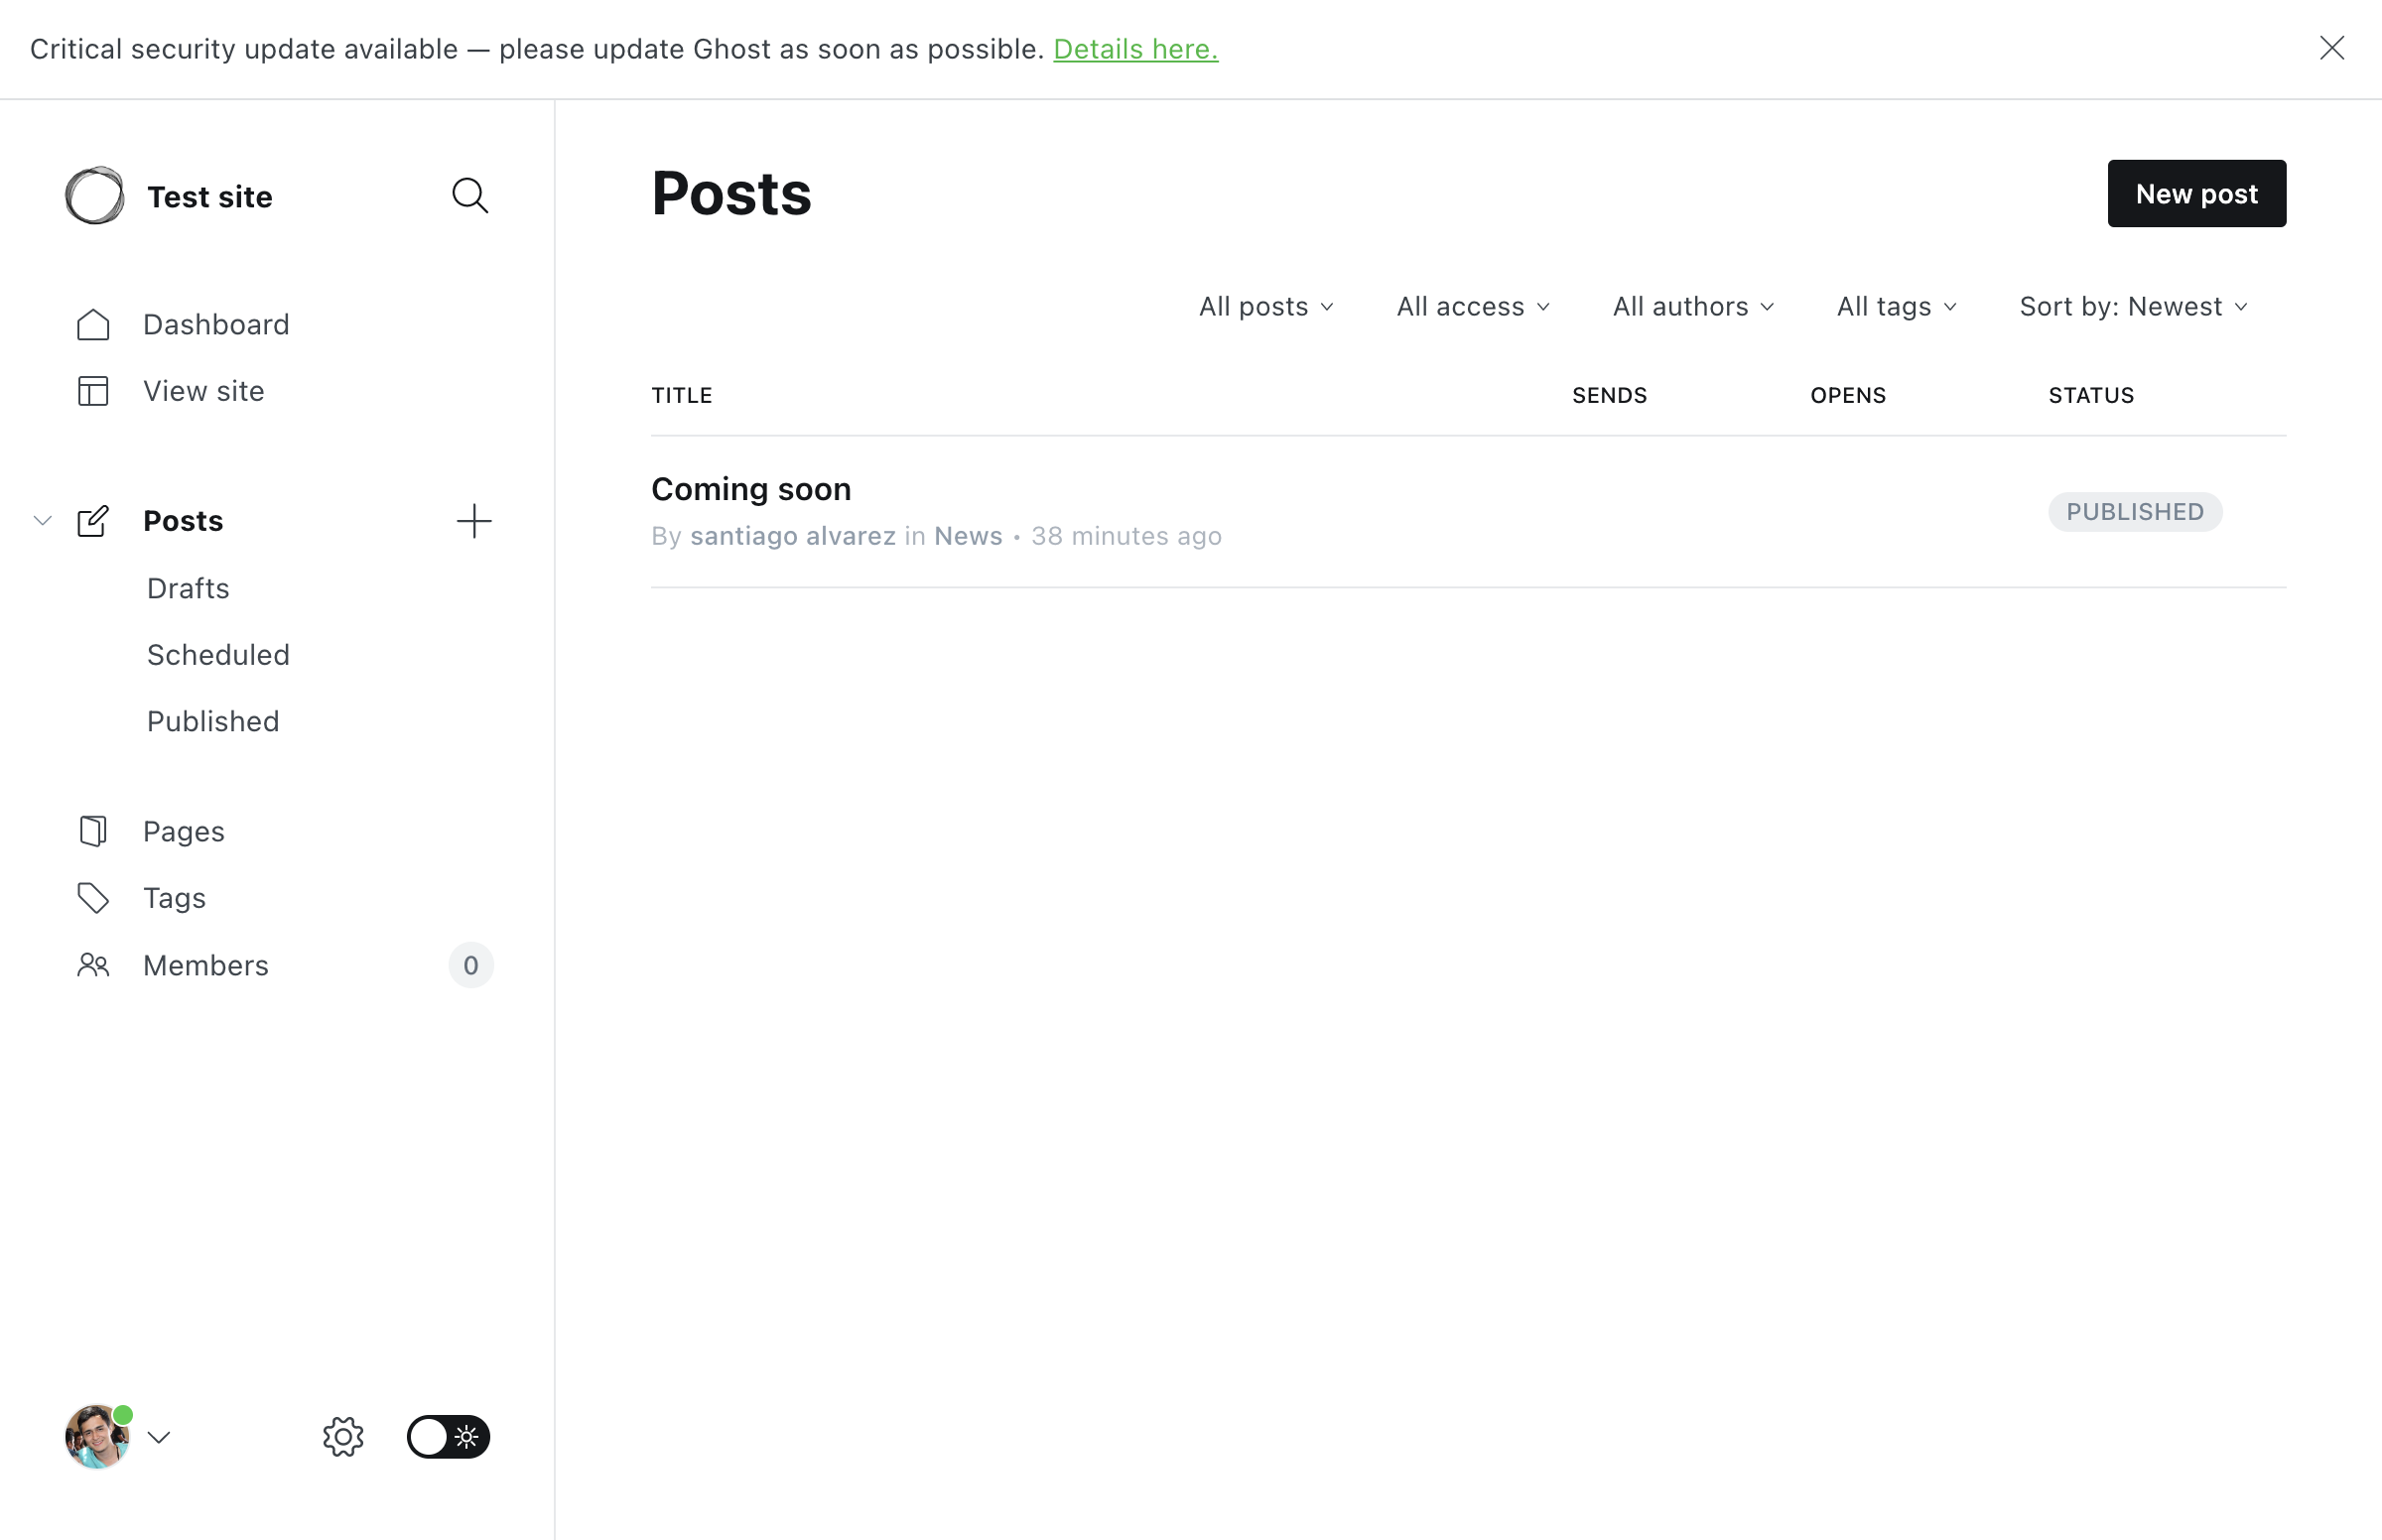 Critical security update available — please update Ghost as soon as possible. Details here.
Test site
Dashboard
View site
Posts
Drafts
Scheduled
Published
Pages
Tags
Members 0
Posts
New post
All posts All access All authors All tags Sort by: Newest
TITLE SENDS OPENS STATUS
Coming soon
By santiago alvarez in News • 38 minutes ago
PUBLISHED